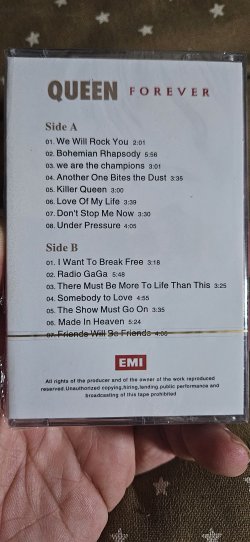 QUEEN FOREVER
Side A
01. We Will Rock You 2:01
02. Bohemian Rhapsody 5:56
03. we are the champions 3:01
04. Another One Bites the Dust 3:35
05. Killer Queen 3:00
06. Love Of My Life 3:39
07. Don't Stop Me Now 3:30
08. Under Pressure 4:05
Side B
01. I Want To Break Free 3:18
02. Radio GaGa 5:48
03. There Must Be More To Life Than This 3:25
04. Somebody to Love 4:55
05. The Show Must Go On 3:35
06. Made In Heaven 5:24
07. Friends Will Be Friends 4:08
EMI
All rights of the producer and of the owner of the work reproduced
reserved.Unauthorized copying,hiring,lending,public performance and
broadcasting of this tape prohibited